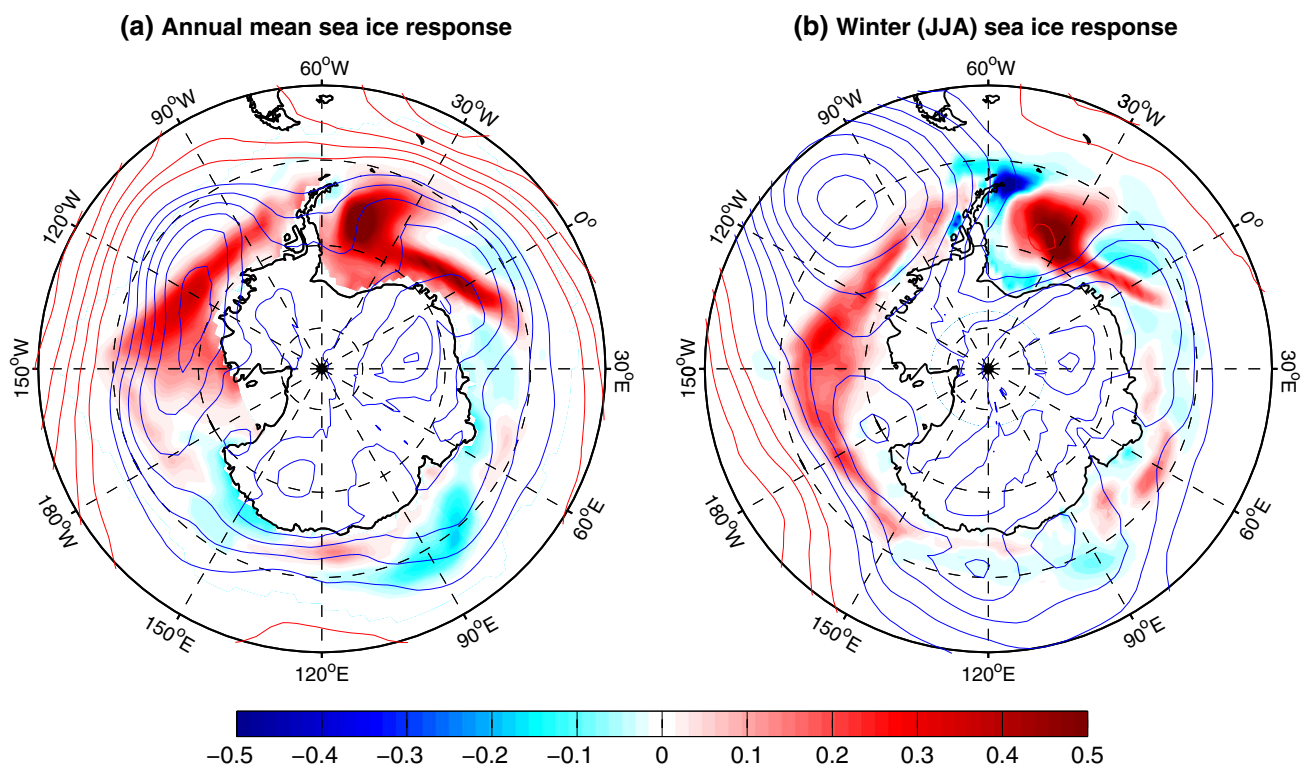 (a) Annual mean sea ice response
(b) Winter (JJA) sea ice response
60°W
30°W
0°
30°E
60°E
90°E
120°E
150°E
180°W
150°W
120°W
90°W
60°W
30°W
0°
30°E
60°E
90°E
120°E
150°E
180°W
150°W
120°W
90°W
−0.5 −0.4 −0.3 −0.2 −0.1 0 0.1 0.2 0.3 0.4 0.5